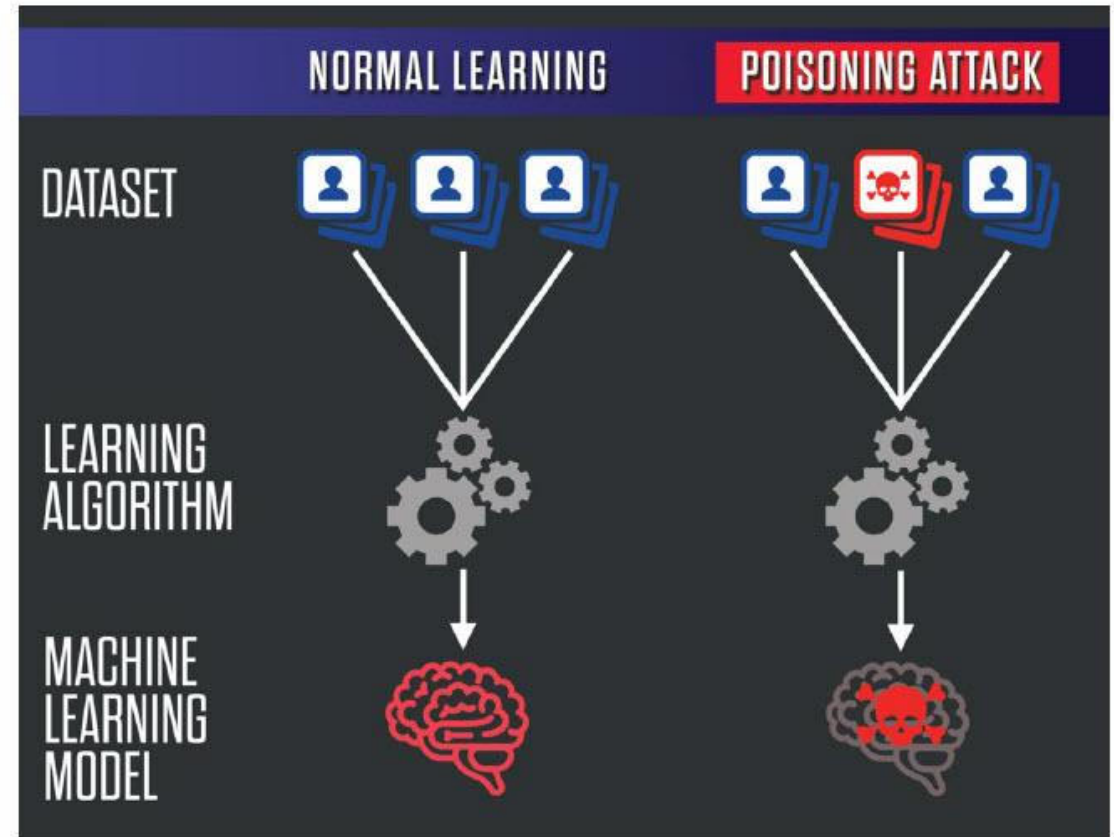 NORMAL LEARNING
POISONING ATTACK
DATASET
LEARNING
ALGORITHM
MACHINE
LEARNING
MODEL